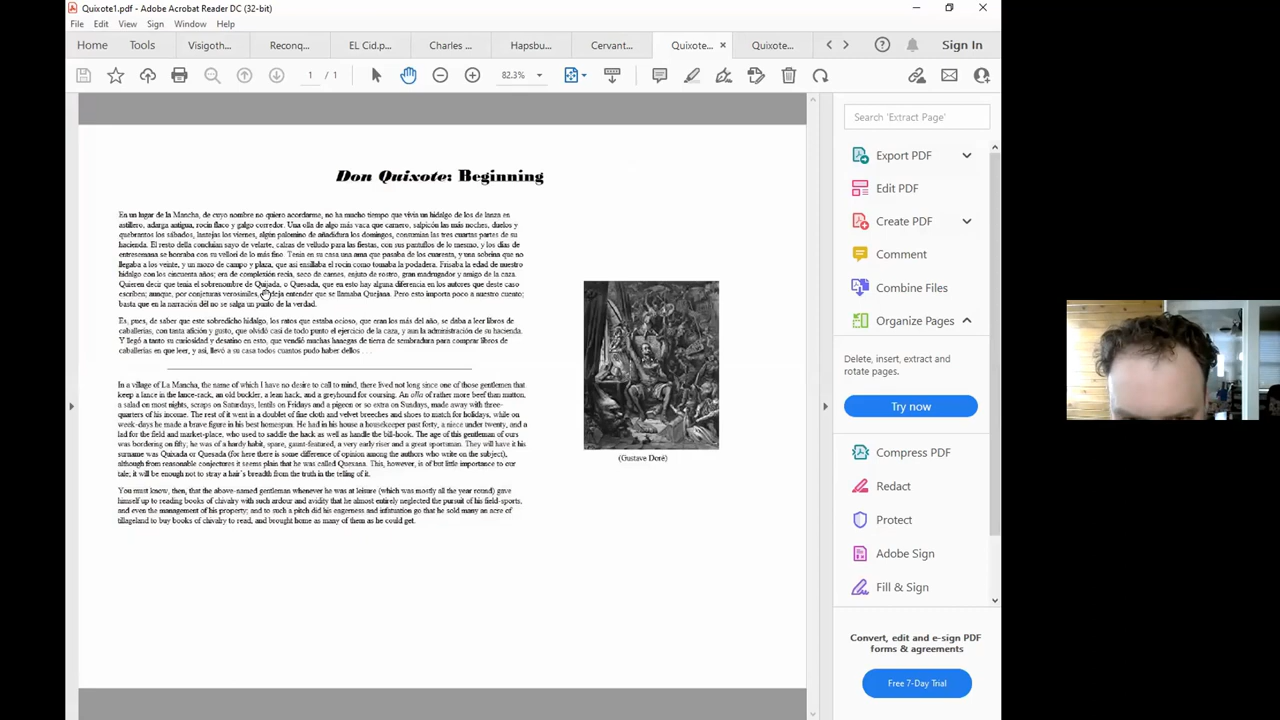 Quixote1.pdf - Adobe Acrobat Reader DC (32-bit)
File Edit View Sign Window Help
Home Tools Visigoth... Reconq... EL Cid.p... Charles ... Hapsbu... Cervant... Quixote... Quixote... Sign In
1 / 1 82.3%
Search 'Export PDF'
Don Quixote: Beginning
En un lugar de la Mancha, de cuyo nombre no quiero acordarme, no ha mucho tiempo que vivía un hidalgo de los de lanza en
astillero, adarga antigua, rocín flaco y galgo corredor. Una olla de algo más vaca que carnero, salpicón las más noches, duelos y
quebrantos los sábados, lantejas los viernes, algún palomino de añadidura los domingos, consumían las tres cuartas partes de su
hacienda. El resto della concluían sayo de velarte, calzas de velludo para las fiestas, con sus pantuflos de lo mesmo, y los días de
entresemana se honraba con su vellorí de lo más fino. Tenía en su casa una ama que pasaba de los cuarenta, y una sobrina que no
llegaba a los veinte, y un mozo de campo y plaza, que así ensillaba el rocín como tomaba la podadera. Frisaba la edad de nuestro
hidalgo con los cincuenta años; era de complexión recia, seco de carnes, enjuto de rostro, gran madrugador y amigo de la caza.
Quieren decir que tenía el sobrenombre de Quijada, o Quesada, que en esto hay alguna diferencia en los autores que deste caso
escriben; aunque, por conjeturas verosímiles, deja entender que se llamaba Quejana. Pero esto importa poco a nuestro cuento;
basta que en la narración dél no se salga un punto de la verdad.
Es, pues, de saber que este sobredicho hidalgo, los ratos que estaba ocioso, que eran los más del año, se daba a leer libros de
caballerías, con tanta afición y gusto, que olvidó casi de todo punto el ejercicio de la caza, y aun la administración de su hacienda.
Y llegó a tanto su curiosidad y desatino en esto, que vendió muchas hanegas de tierra de sembradura para comprar libros de
caballerías en que leer, y así, llevó a su casa todos cuantos pudo haber dellos . . .
In a village of La Mancha, the name of which I have no desire to call to mind, there lived not long since one of those gentlemen that
keep a lance in the lance-rack, an old buckler, a lean hack, and a greyhound for coursing. An olla of rather more beef than mutton,
a salad on most nights, scraps on Saturdays, lentils on Fridays and a pigeon or so extra on Sundays, made away with three-
quarters of his income. The rest of it went in a doublet of fine cloth and velvet breeches and shoes to match for holidays, while on
week-days he made a brave figure in his best homespun. He had in his house a housekeeper past forty, a niece under twenty, and a
lad for the field and market-place, who used to saddle the hack as well as handle the bill-hook. The age of this gentleman of ours
was bordering on fifty; he was of a hardy habit, spare, gaunt-featured, a very early riser and a great sportsman. They will have it his
surname was Quixada or Quesada (for here there is some difference of opinion among the authors who write on the subject),
although from reasonable conjectures it seems plain that he was called Quexana. This, however, is of but little importance to our
tale; it will be enough not to stray a hair's breadth from the truth in the telling of it.
You must know, then, that the above-named gentleman whenever he was at leisure (which was mostly all the year round) gave
himself up to reading books of chivalry with such ardour and avidity that he almost entirely neglected the pursuit of his field-sports,
and even the management of his property; and to such a pitch did his eagerness and infatuation go that he sold many an acre of
tillageland to buy books of chivalry to read, and brought home as many of them as he could get.
(Gustave Doré)
Search 'Extract Page'
Export PDF
Edit PDF
Create PDF
Comment
Combine Files
Organize Pages
Delete, insert, extract and
rotate pages.
Try now
Compress PDF
Redact
Protect
Adobe Sign
Fill & Sign
Convert, edit and e-sign PDF
forms & agreements
Free 7-Day Trial